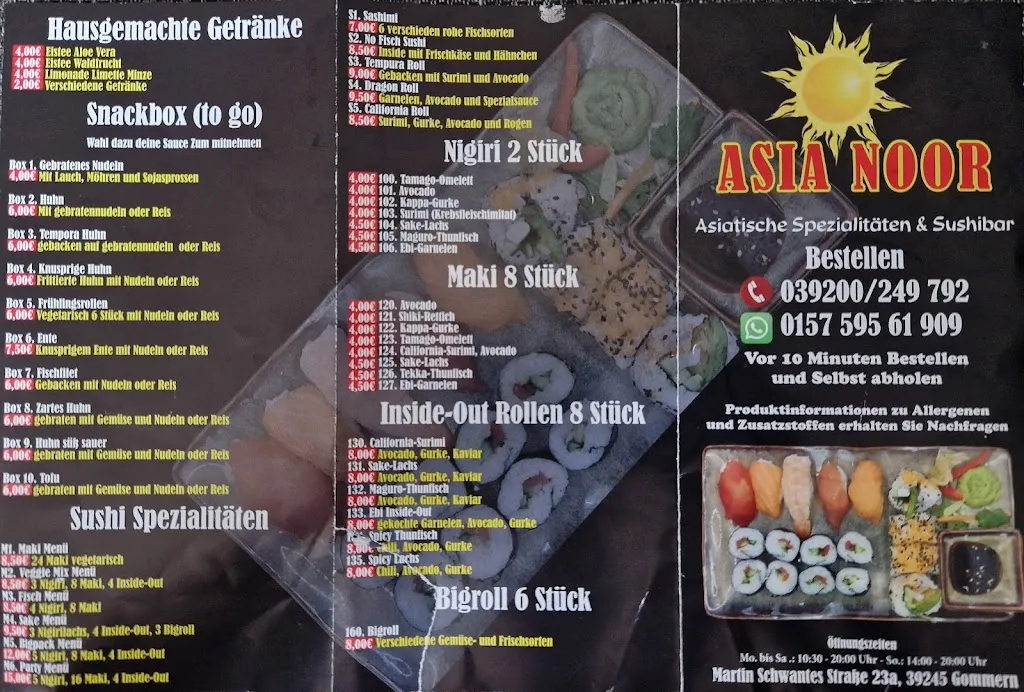 Hausgemachte Getränke
4,00€ Eistee Aloe Vera
4,00€ Eistee Waldfrucht
4,00€ Limonade Limette Minze
2,00€ Verschiedene Getränke
Snackbox (to go)
Wahl dazu deine Sauce Zum mitnehmen
Box 1. Gebratenes Nudeln
4,00€ Mit Lauch, Möhren und Sojasprossen
Box 2. Huhn
6,00€ Mit gebratennudeln oder Reis
Box 3. Tempora Huhn
6,00€ gebacken auf gebratennudeln oder Reis
Box 4. Knusprige Huhn
6,00€ Frittierte Huhn mit Nudeln oder Reis
Box 5. Frühlingsrollen
6,00€ Vegetarisch 6 Stück mit Nudeln oder Reis
Box 6. Ente
7,50€ Knusprigem Ente mit Nudeln oder Reis
Box 7. Fischfilet
6,00€ Gebacken mit Nudeln oder Reis
Box 8. Zartes Huhn
6,00€ gebraten mit Gemüse und Nudeln oder Reis
Box 9. Huhn süß sauer
6,00€ gebraten mit Gemüse und Nudeln oder Reis
Box 10. Tofu
6,00€ gebraten mit Gemüse und Nudeln oder Reis
Sushi Spezialitäten
M1. Maki Menü
8,50€ 24 Maki vegetarisch
M2. Veggie Mix Menü
8,50€ 3 Nigiri, 8 Maki, 4 Inside-Out
M3. Fisch Menü
8,50€ 4 Nigiri, 8 Maki
M4. Sake Menü
9,50€ 3 Nigirilachs, 4 Inside-Out, 3 Bigroll
M5. Bigpack Menü
12,00€ 5 Nigiri, 8 Maki, 4 Inside-Out
M6. Party Menü
15,00€ 5 Nigiri, 16 Maki, 4 Inside-Out
S1. Sashimi
7,00€ 6 verschieden rohe Fischsorten
S2. No Fisch Sushi
8,50€ Inside mit Frischkäse und Hähnchen
S3. Tempura Roll
9,00€ Gebacken mit Surimi und Avocado
S4. Dragon Roll
9,50€ Garnelen, Avocado und Spezialsauce
S5. California Roll
8,50€ Surimi, Gurke, Avocado und Rogen
Nigiri 2 Stück
4,00€ 100. Tamago-Omelett
4,00€ 101. Avocado
4,00€ 102. Kappa-Gurke
4,00€ 103. Surimi (Krebsfleischimitat)
4,50€ 104. Sake-Lachs
4,50€ 105. Maguro-Thunfisch
4,50€ 106. Ebi-Garnelen
Maki 8 Stück
4,00€ 120. Avocado
4,00€ 121. Shiki-Rettich
4,00€ 122. Kappa-Gurke
4,00€ 123. Tamago-Omelett
4,00€ 124. California-Surimi, Avocado
4,50€ 125. Sake-Lachs
4,50€ 126. Tekka-Thunfisch
4,50€ 127. Ebi-Garnelen
Inside-Out Rollen 8 Stück
130. California-Surimi
8,00€ Avocado, Gurke, Kaviar
131. Sake-Lachs
8,00€ Avocado, Gurke, Kaviar
132. Maguro-Thunfisch
8,00€ Avocado, Gurke, Kaviar
133. Ebi Inside-Out
8,00€ gekochte Garnelen, Avocado, Gurke
Spicy Thunfisch
8,00€ chili, Avocado, Gurke
135. Spicy Lachs
8,00€ Chili, Avocado, Gurke
Bigroll 6 Stück
160. Bigroll
8,00€ Verschiedene Gemüse- und Frischsorten
ASIA NOOR
Asiatische Spezialitäten & Sushibar
Bestellen
039200/249 792
0157 595 61 909
Vor 10 Minuten Bestellen
und Selbst abholen
Produktinformationen zu Allergenen
und Zusatzstoffen erhalten Sie Nachfragen
Öffnungszeiten
Mo. bis Sa .: 10:30 - 20:00 Uhr - So.: 14:00 - 20:00 Uhr
Martin Schwantes Straße 23a, 39245 Gommern